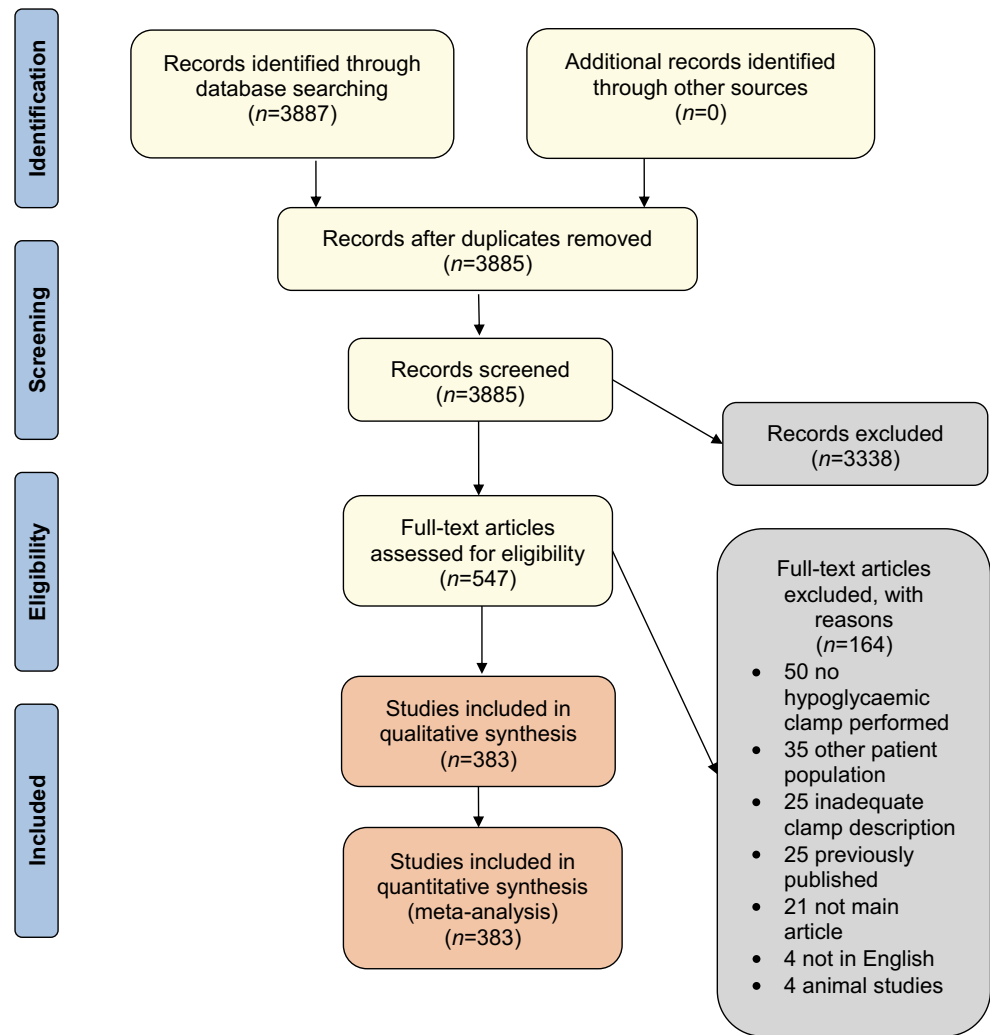 Identification
Records identified through
database searching
(n=3887)
Additional records identified
through other sources
(n=0)
Records after duplicates removed
(n=3885)
Screening
Records screened
(n=3885)
Records excluded
(n=3338)
Eligibility
Full-text articles
assessed for eligibility
(n=547)
Full-text articles
excluded, with
reasons
(n=164)
• 50 no
hypoglycaemic
clamp performed
• 35 other patient
population
• 25 inadequate
clamp description
• 25 previously
published
• 21 not main
article
• 4 not in English
• 4 animal studies
Included
Studies included in
qualitative synthesis
(n=383)
Studies included in
quantitative synthesis
(meta-analysis)
(n=383)